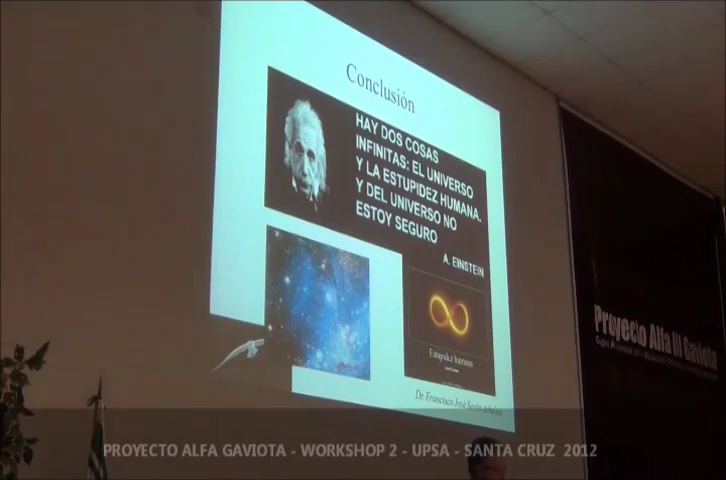 Conclusión
HAY DOS COSAS
INFINITAS: EL UNIVERSO
Y LA ESTUPIDEZ HUMANA.
Y DEL UNIVERSO NO
ESTOY SEGURO
A. EINSTEIN
Estupidez humana
Dr. Francisco José
Proyecto Alfa III Gaviota
PROYECTO ALFA GAVIOTA - WORKSHOP 2 - UPSA - SANTA CRUZ 2012